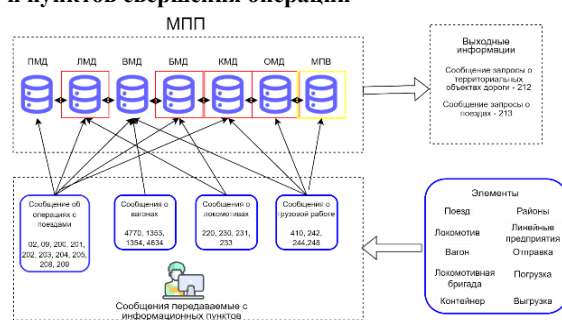 и пунктов свершения операции
МПП
ПМД
ЛМД
ВМД
БМД
КМД
ОМД
МПВ
Выходные
информации
Сообщение запросы о
территориальных
объектах дороги - 212
Сообщение запросы о
поездах - 213
Сообщение об
операциях с
поездами
02, 09, 200, 201,
202, 203, 204, 205,
208, 209
Сообщения о
вагонах
4770, 1353,
1354, 4634
Сообщения о
локомотивах
220, 230, 231,
233
Сообщения о
грузовой работе
410, 242,
244,248
Сообщения передаваемые с
информационных пунктов
Элементы
Поезд
Районы
Локомотив
Линейные
предприятия
Вагон
Отправка
Локомотивная
бригада
Погрузка
Контейнер
Выгрузка